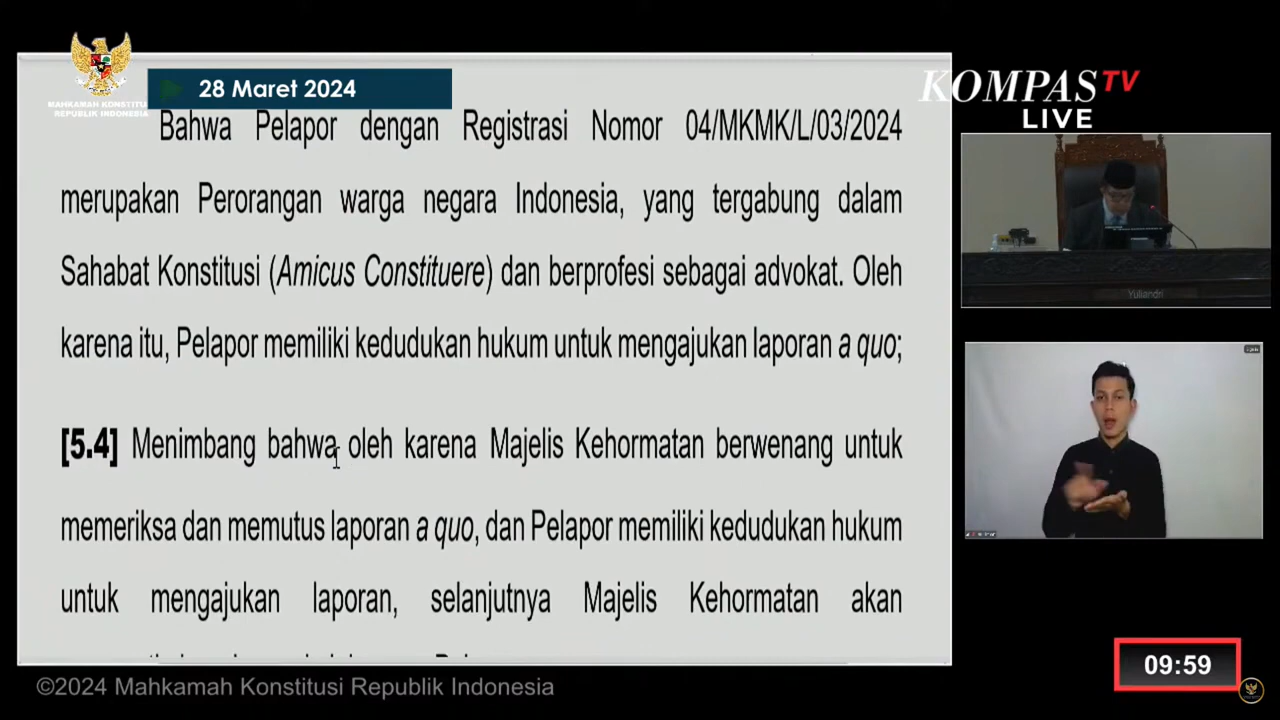 MAHKAMAH KONSTITUSI
REPUBLIK INDONESIA
28 Maret 2024
KOMPAS TV
LIVE
Bahwa Pelapor dengan Registrasi Nomor 04/MKMK/L/03/2024
merupakan Perorangan warga negara Indonesia, yang tergabung dalam
Sahabat Konstitusi (Amicus Constituere) dan berprofesi sebagai advokat. Oleh
karena itu, Pelapor memiliki kedudukan hukum untuk mengajukan laporan a quo;
[5.4] Menimbang bahwa oleh karena Majelis Kehormatan berwenang untuk
memeriksa dan memutus laporan a quo, dan Pelapor memiliki kedudukan hukum
untuk mengajukan laporan, selanjutnya Majelis Kehormatan akan
Yuliandri
09:59
©2024 Mahkamah Konstitusi Republik Indonesia